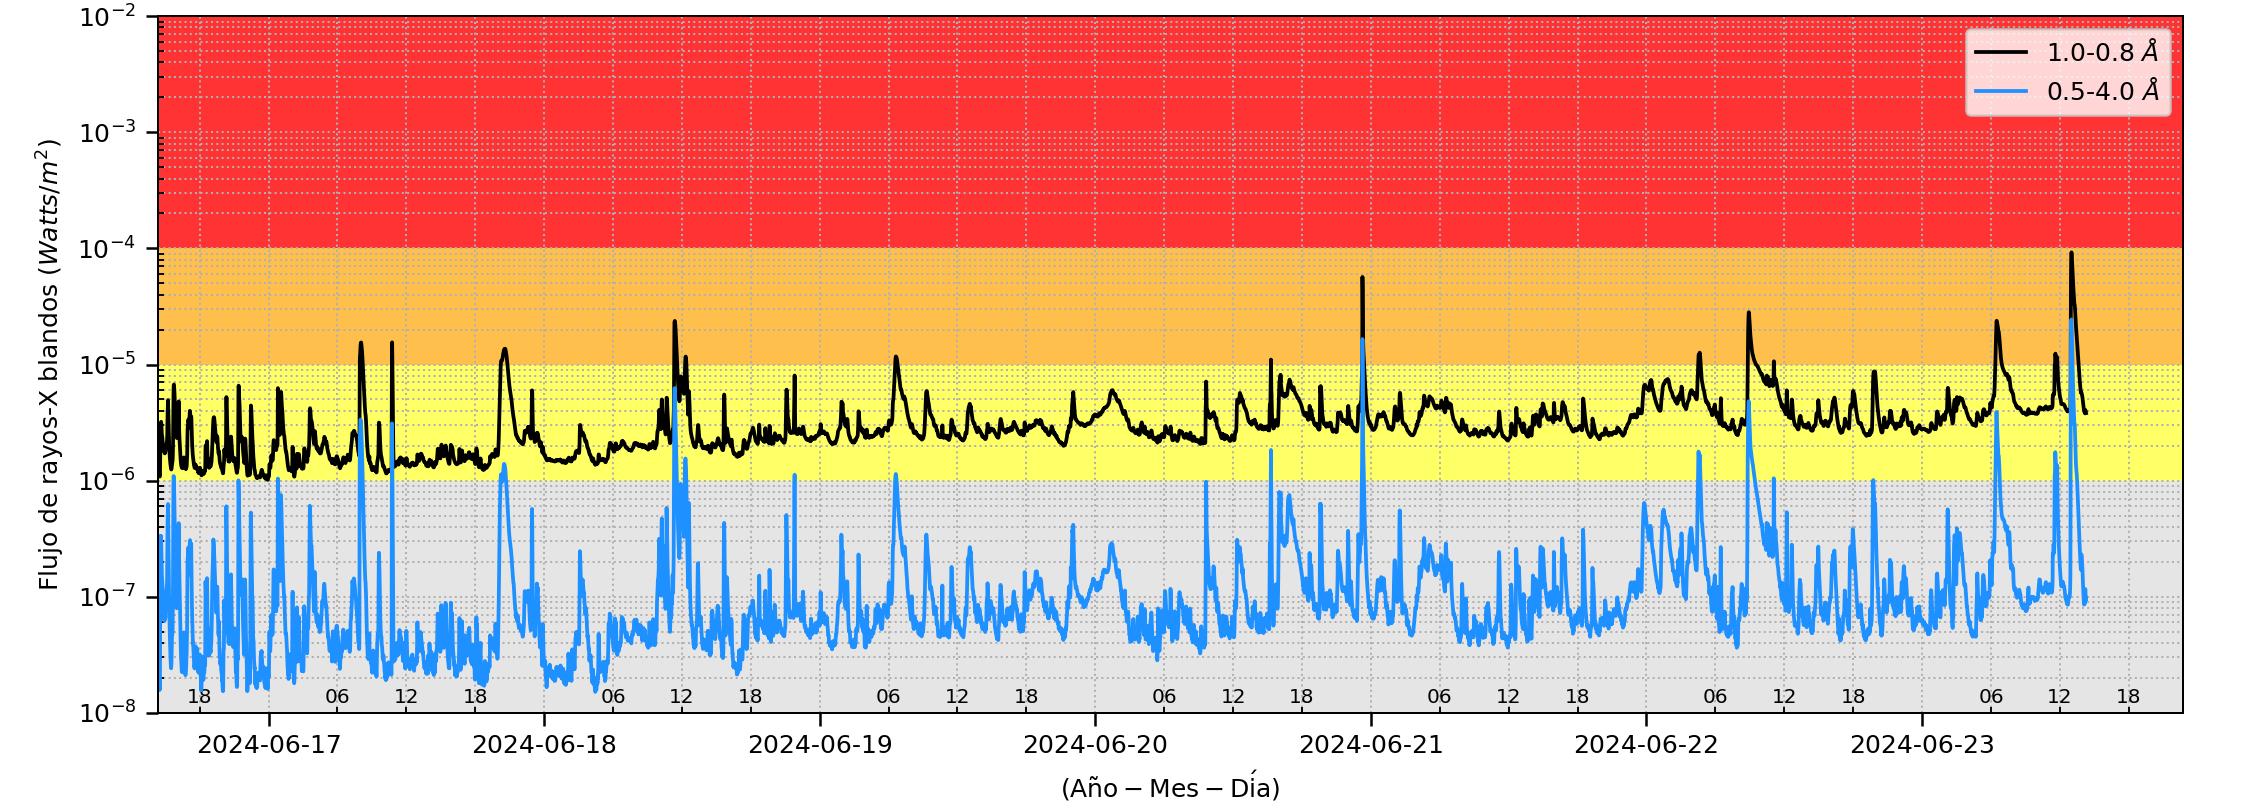 10⁻²
10⁻³
10⁻⁴
10⁻⁵
10⁻⁶
10⁻⁷
10⁻⁸
Flujo de rayos-X blandos (Watts/m²)
1.0-0.8 Å
0.5-4.0 Å
18 06 12 18 06 12 18 06 12 18 06 12 18 06 12 18 06 12 18 06 12 18
2024-06-17 2024-06-18 2024-06-19 2024-06-20 2024-06-21 2024-06-22 2024-06-23
(Año − Mes − Día)